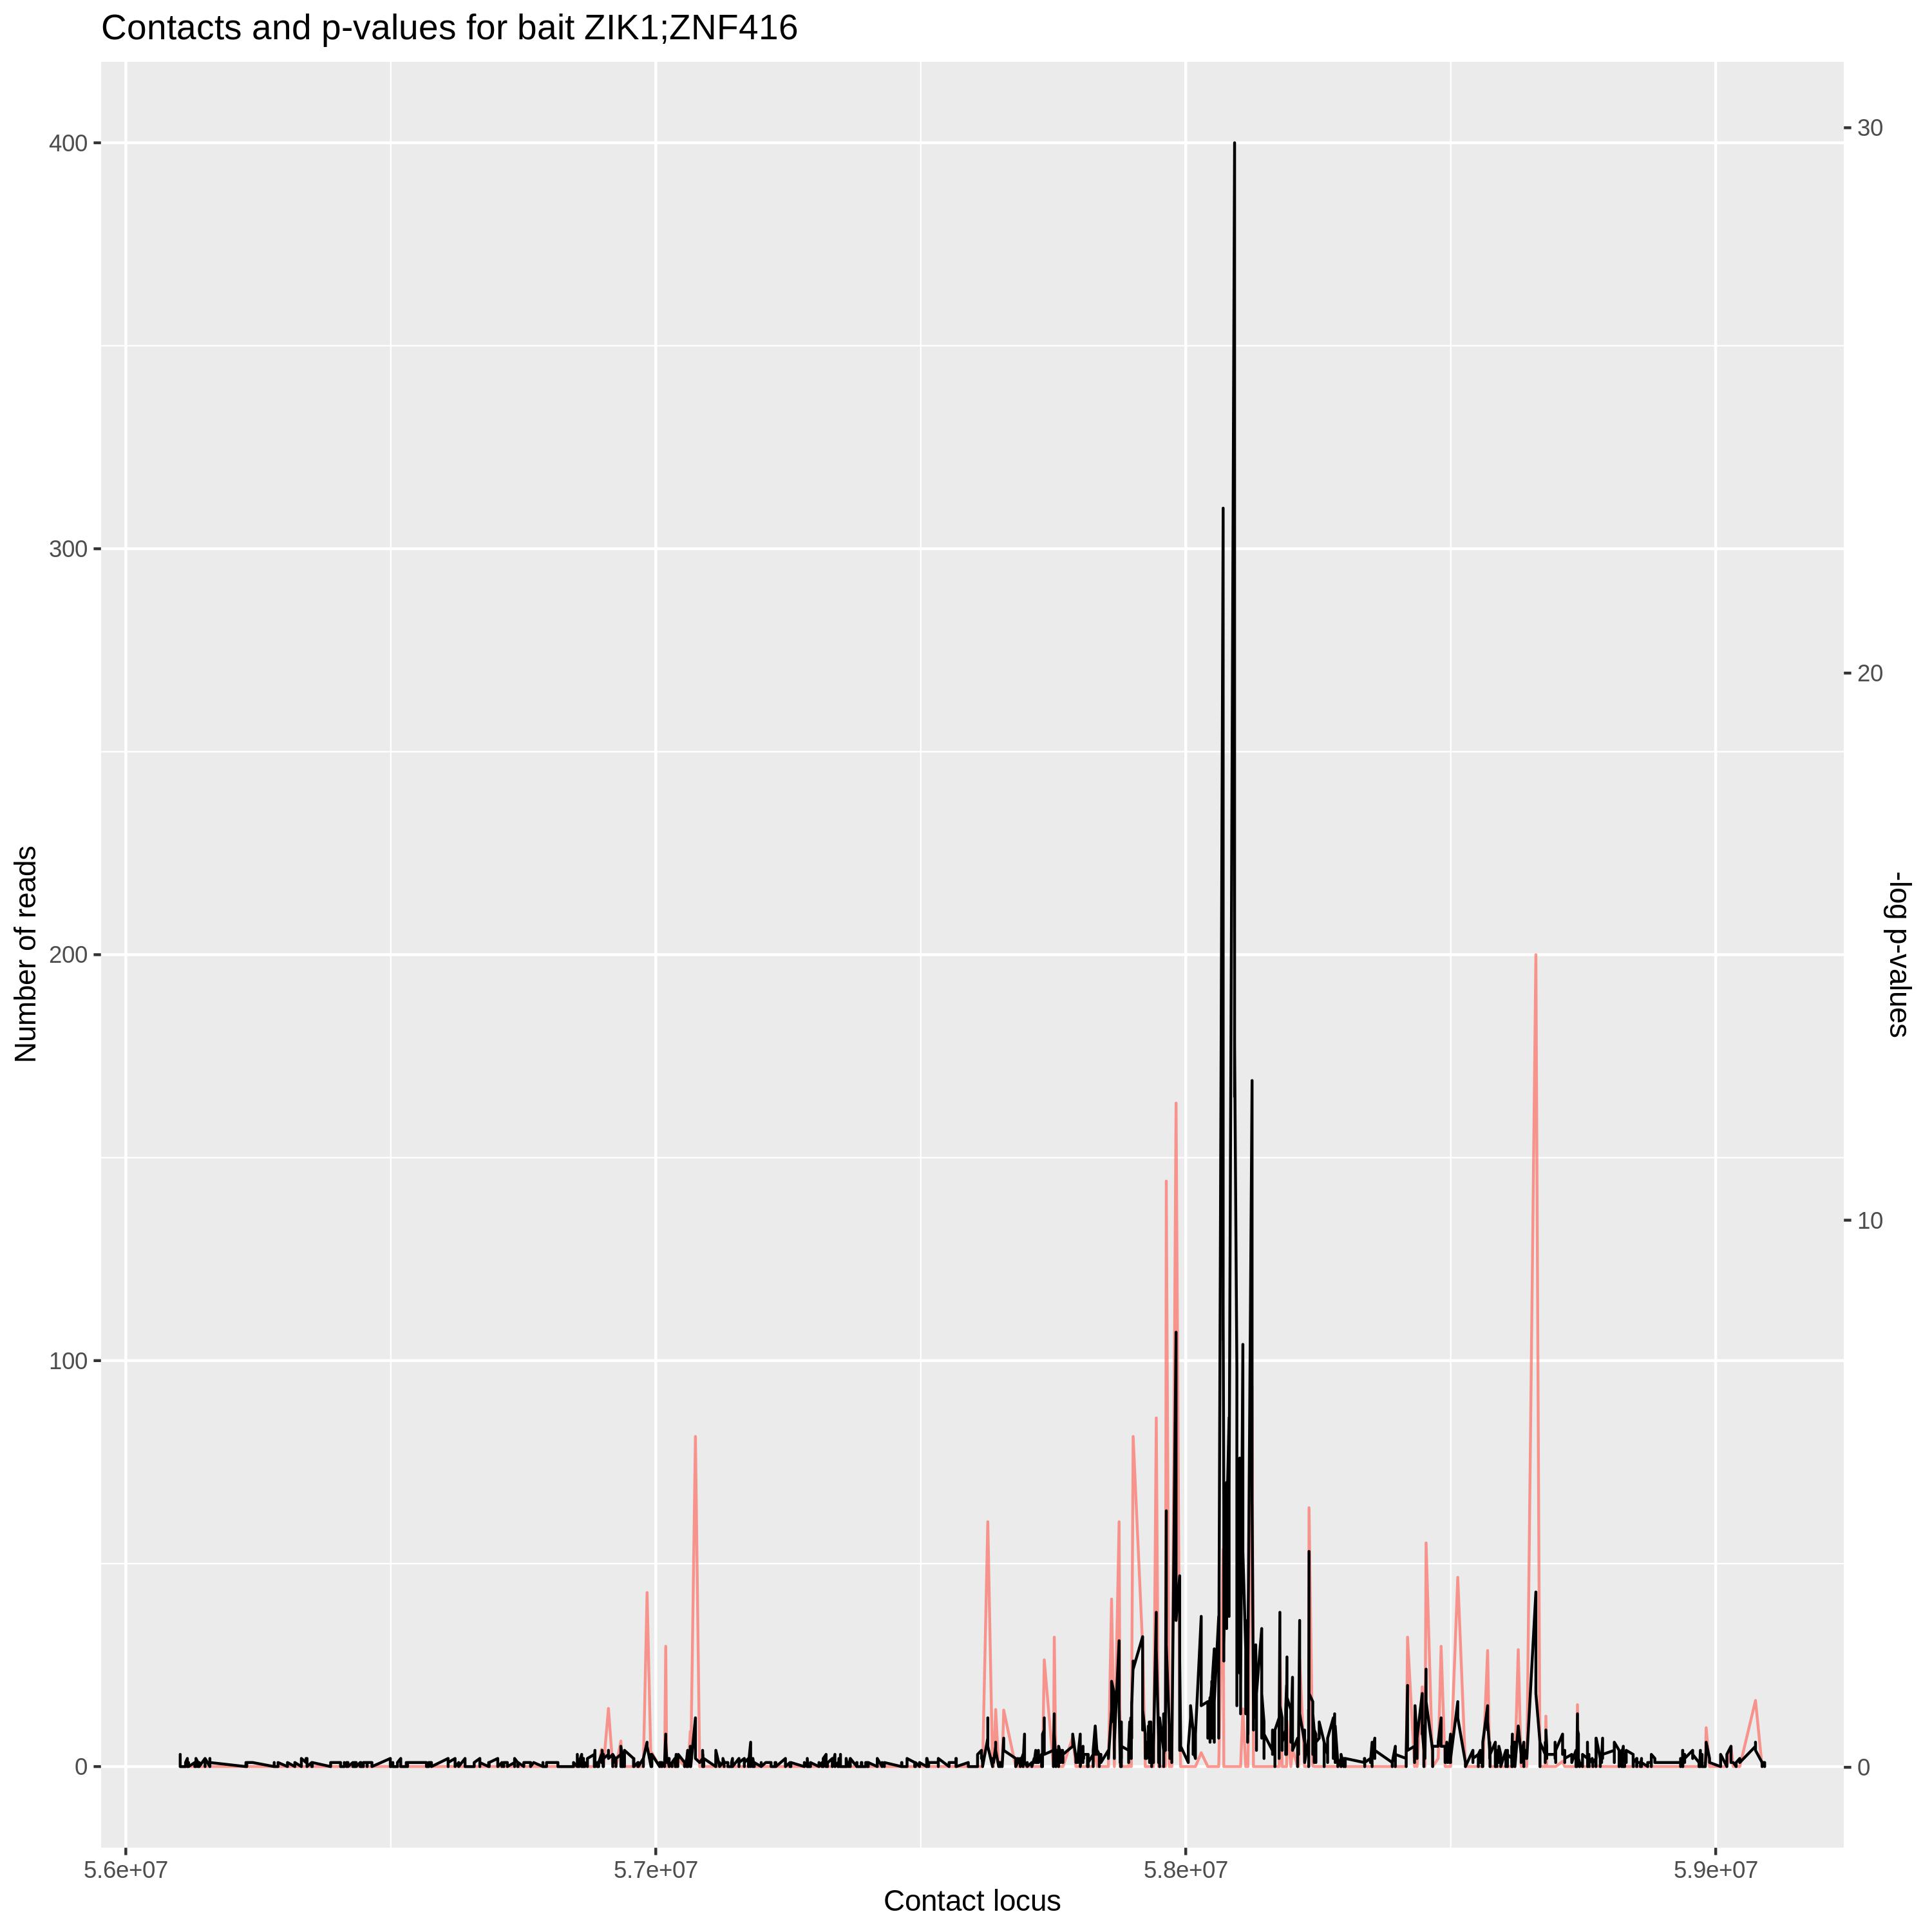 Contacts and p-values for bait ZIK1;ZNF416
400
300
200
100
0
Number of reads
30
20
10
0
-log p-values
5.6e+07 5.7e+07 5.8e+07 5.9e+07
Contact locus